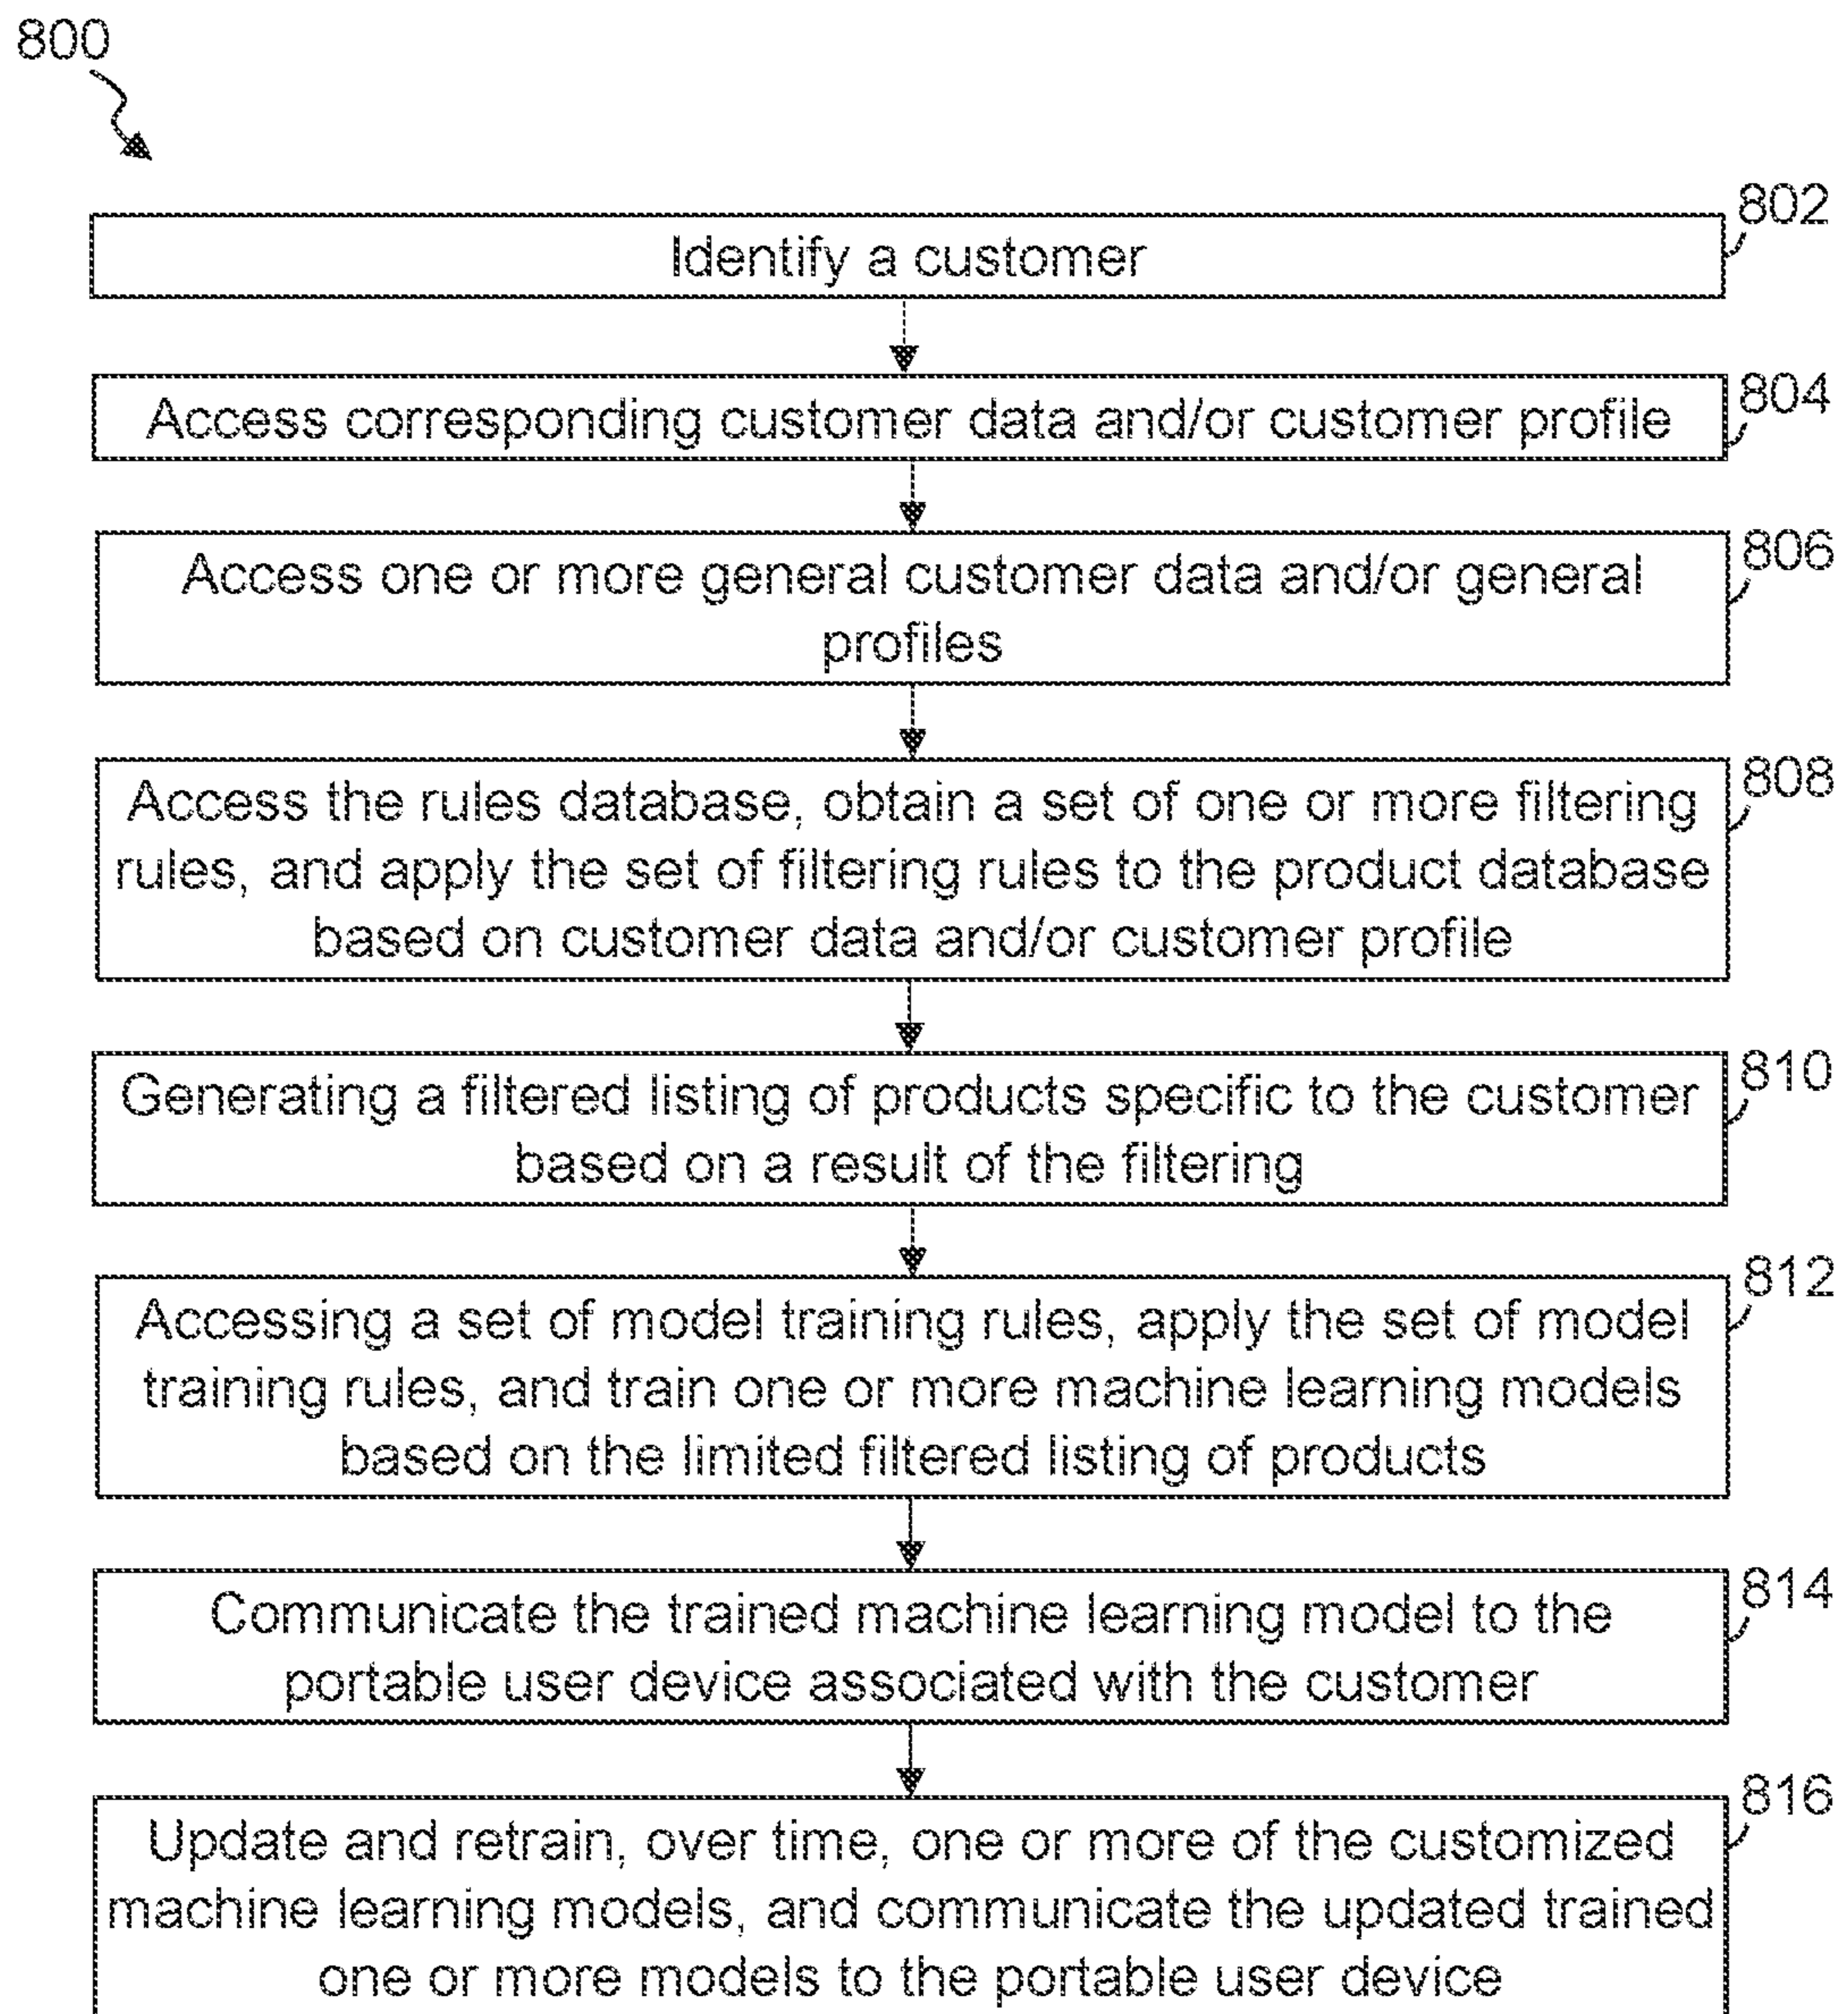 800
802
Identify a customer
804
Access corresponding customer data and/or customer profile
806
Access one or more general customer data and/or general
profiles
808
Access the rules database, obtain a set of one or more filtering
rules, and apply the set of filtering rules to the product database
based on customer data and/or customer profile
810
Generating a filtered listing of products specific to the customer
based on a result of the filtering
812
Accessing a set of model training rules, apply the set of model
training rules, and train one or more machine learning models
based on the limited filtered listing of products
814
Communicate the trained machine learning model to the
portable user device associated with the customer
816
Update and retrain, over time, one or more of the customized
machine learning models, and communicate the updated trained
one or more models to the portable user device